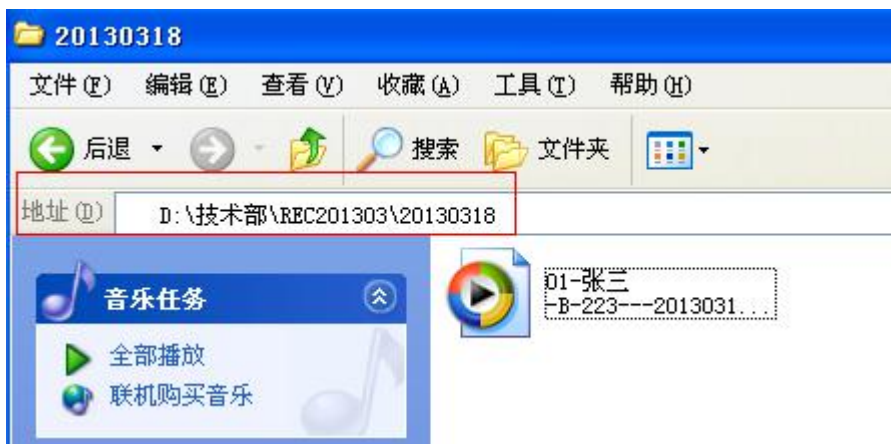 20130318
文件(F) 编辑(E) 查看(V) 收藏(A) 工具(T) 帮助(H)
后退 搜索 文件夹
地址(D) D:\技术部\REC201303\20130318
音乐任务
全部播放
联机购买音乐
01-张三
-B-223---2013031...